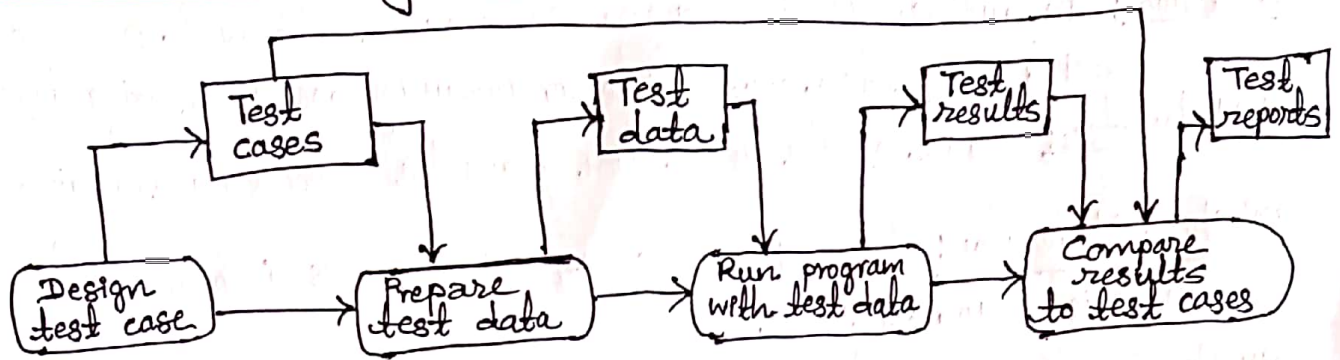 Test
cases
Test
data
Test
results
Test
reports
Design
test case
Prepare
test data
Run program
with test data
Compare
results
to test cases